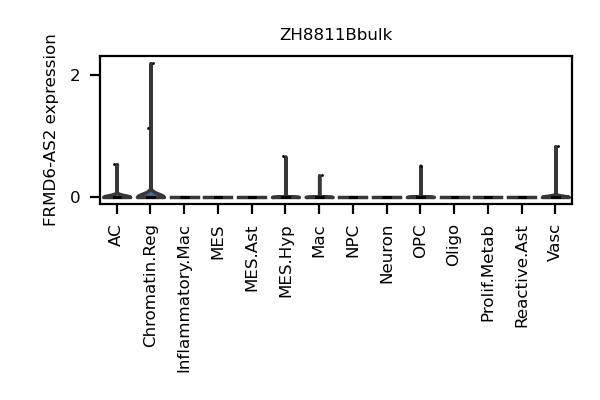 ZH8811Bbulk
FRMD6-AS2 expression
2
0
AC
Chromatin.Reg
Inflammatory.Mac
MES
MES.Ast
MES.Hyp
Mac
NPC
Neuron
OPC
Oligo
Prolif.Metab
Reactive.Ast
Vasc